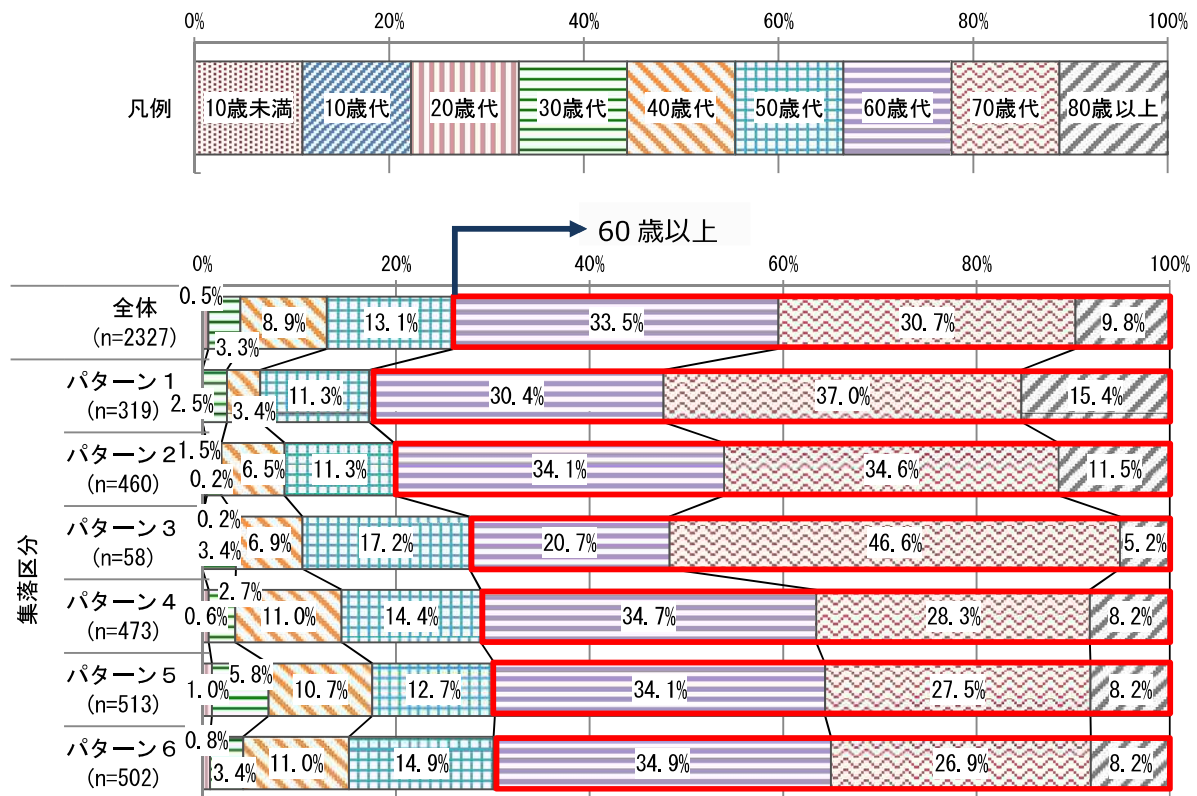 0% 20% 40% 60% 80% 100%
凡例 10歳未満 10歳代 20歳代 30歳代 40歳代 50歳代 60歳代 70歳代 80歳以上
60歳以上
0% 20% 40% 60% 80% 100%
集落区分
全体
(n=2327)
0.5% 3.3% 8.9% 13.1% 33.5% 30.7% 9.8%
パターン1
(n=319)
2.5% 3.4% 11.3% 30.4% 37.0% 15.4%
パターン2
(n=460)
1.5% 0.2% 6.5% 11.3% 34.1% 34.6% 11.5%
パターン3
(n=58)
0.2% 3.4% 6.9% 17.2% 20.7% 46.6% 5.2%
パターン4
(n=473)
0.6% 2.7% 11.0% 14.4% 34.7% 28.3% 8.2%
パターン5
(n=513)
1.0% 5.8% 10.7% 12.7% 34.1% 27.5% 8.2%
パターン6
(n=502)
0.8% 3.4% 11.0% 14.9% 34.9% 26.9% 8.2%